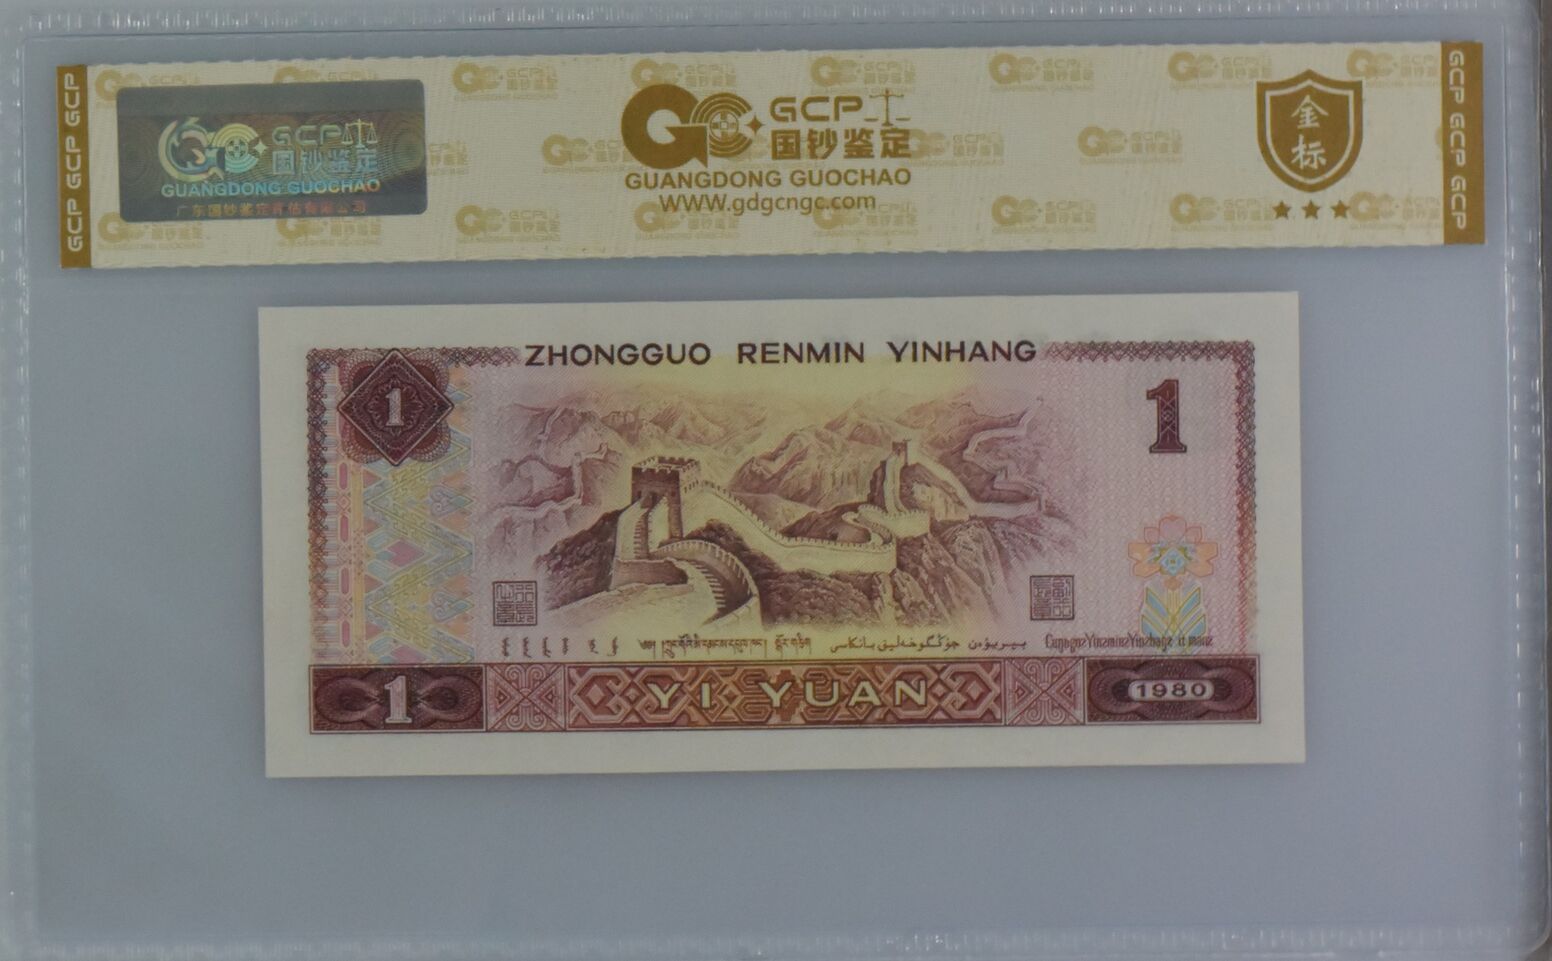 GCP GCP GCP
GCP
国钞鉴定
GUANGDONG GUOCHAO
广东国钞鉴定评估有限公司
GCP
国钞鉴定
GUANGDONG GUOCHAO
WWW.gdgcngc.com
金标
GCP GCP GCP
ZHONGGUO RENMIN YINHANG
1
1
1
YI YUAN
1980